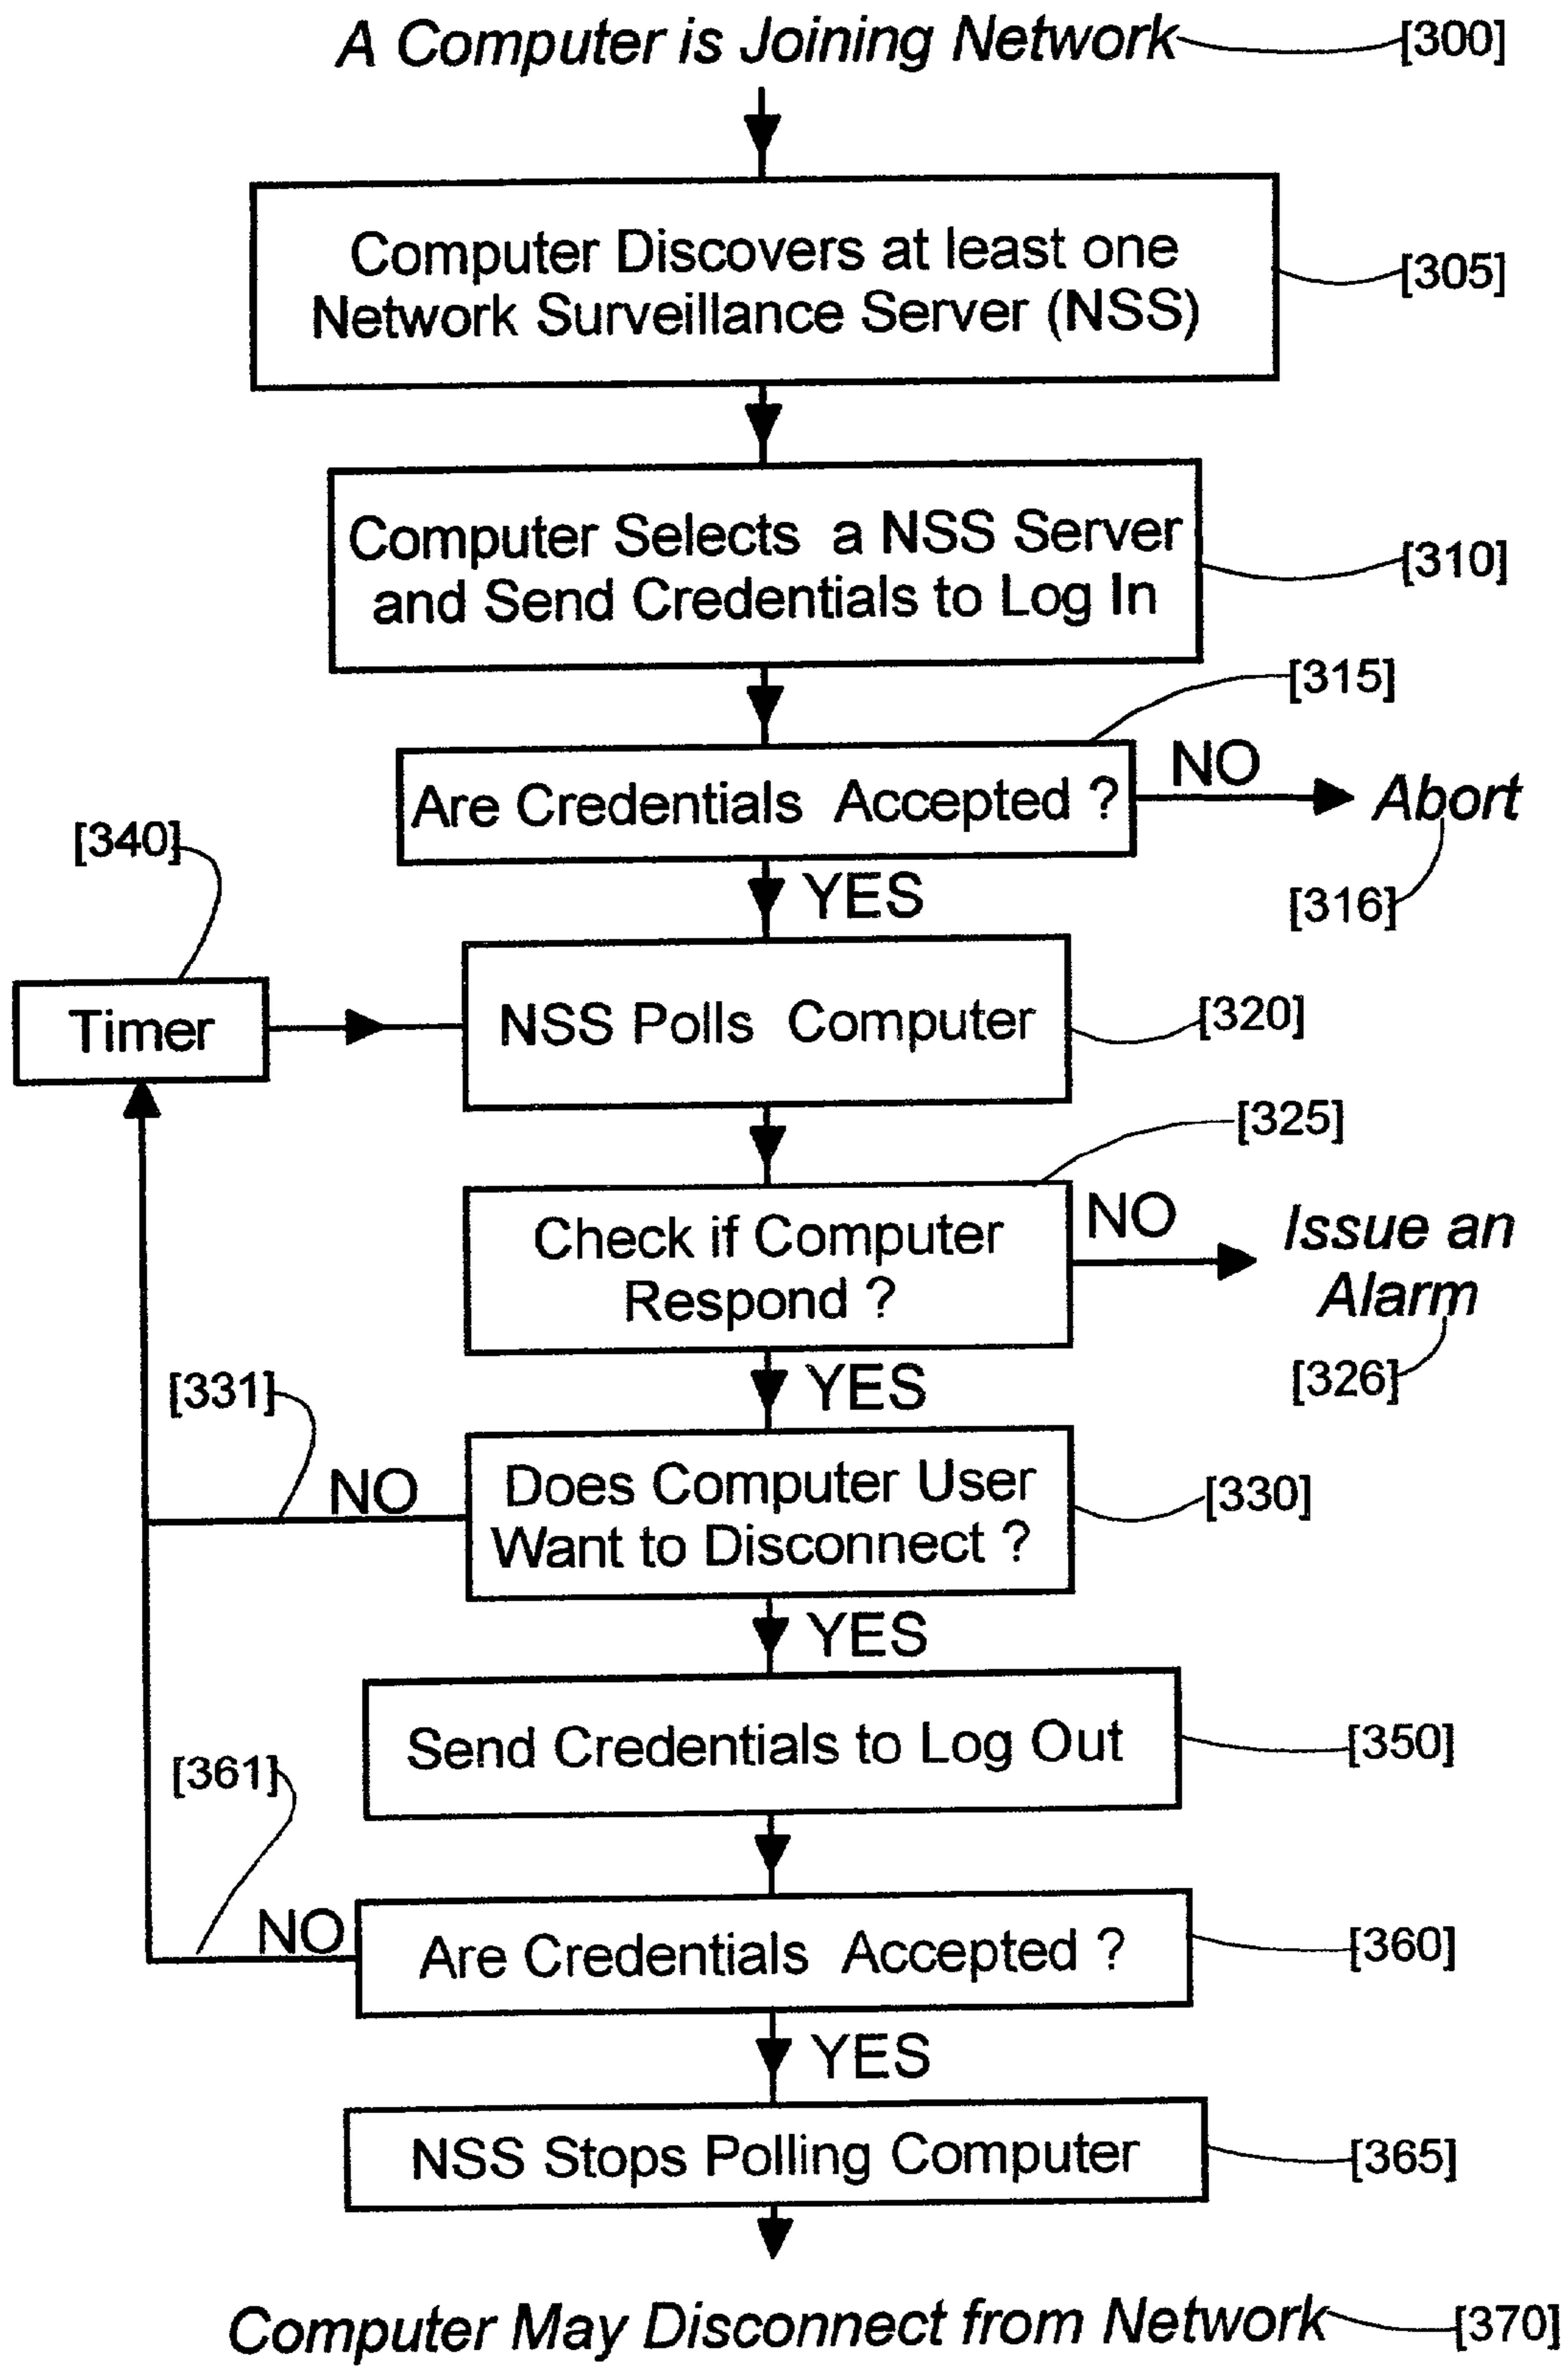 A Computer is Joining Network [300]
Computer Discovers at least one
Network Surveillance Server (NSS)
[305]
Computer Selects a NSS Server
and Send Credentials to Log In
[310]
[315]
Are Credentials Accepted ?
NO
Abort
[316]
YES
[340]
Timer
NSS Polls Computer
[320]
[325]
Check if Computer
Respond ?
NO
Issue an
Alarm
[326]
YES
[331]
NO
Does Computer User
Want to Disconnect ?
[330]
YES
Send Credentials to Log Out
[350]
[361]
NO
Are Credentials Accepted ?
[360]
YES
NSS Stops Polling Computer
[365]
Computer May Disconnect from Network [370]